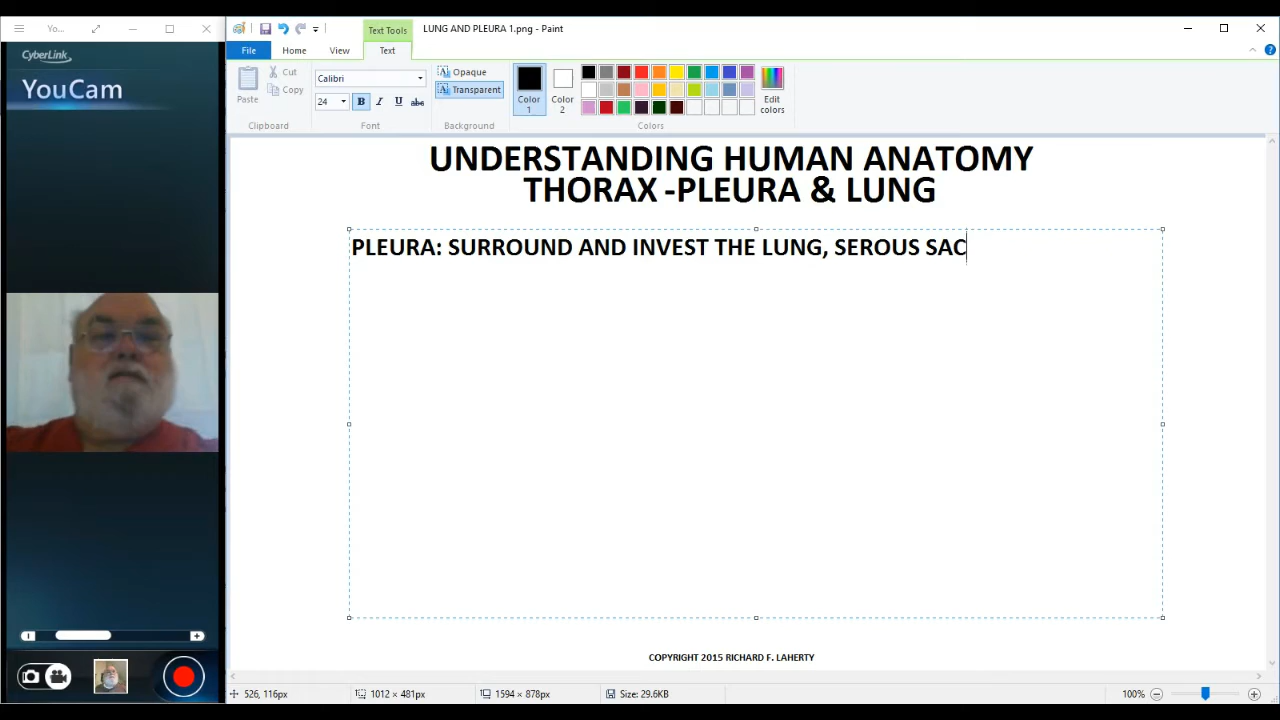 Yo...
CyberLink
YouCam
Text Tools
LUNG AND PLEURA 1.png - Paint
File
Home
View
Text
Paste
Cut
Copy
Clipboard
Calibri
24
B I U abc
Font
Opaque
Transparent
Background
Color 1
Color 2
Edit colors
Colors
UNDERSTANDING HUMAN ANATOMY
THORAX -PLEURA & LUNG
PLEURA: SURROUND AND INVEST THE LUNG, SEROUS SAC
COPYRIGHT 2015 RICHARD F. LAHERTY
526, 116px
1012 × 481px
1594 × 878px
Size: 29.6KB
100%